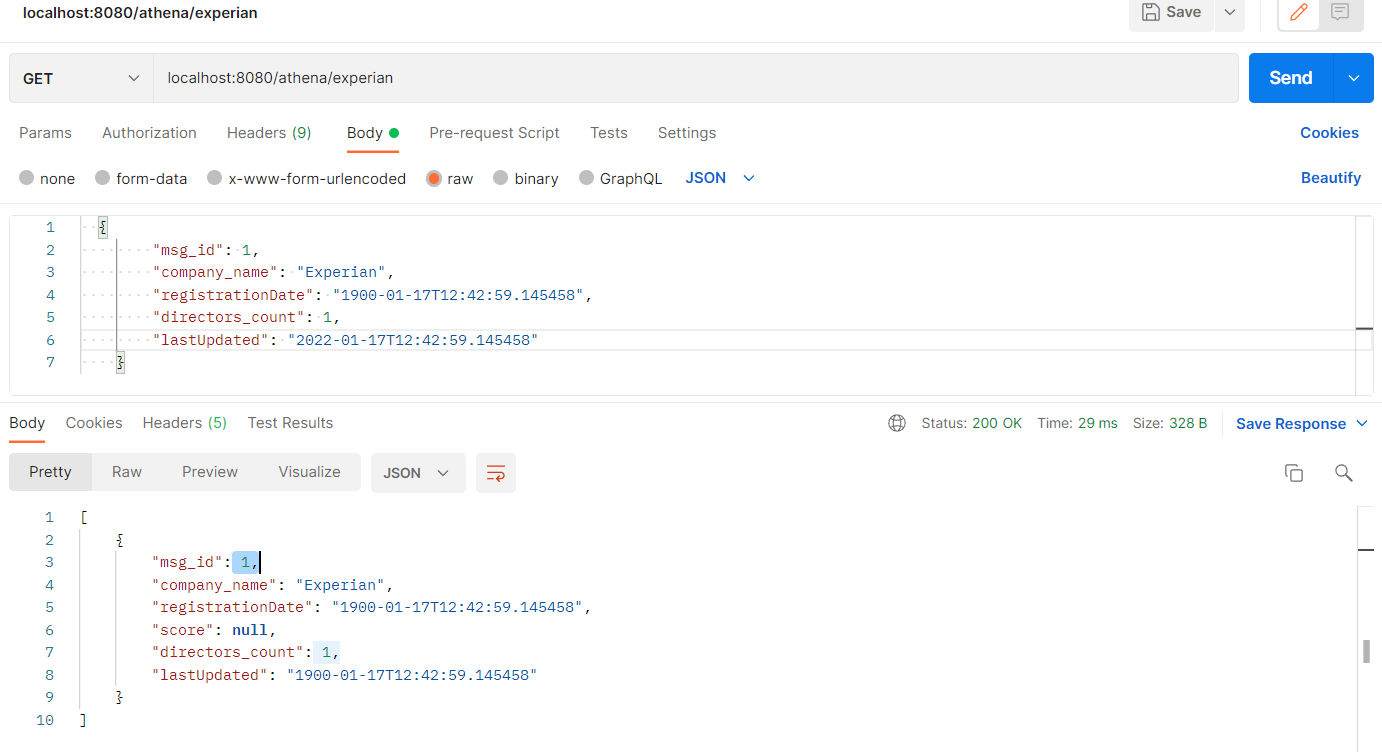 localhost:8080/athena/experian
Save
GET
localhost:8080/athena/experian
Send
Params Authorization Headers (9) Body Pre-request Script Tests Settings Cookies
none form-data x-www-form-urlencoded raw binary GraphQL JSON Beautify
1 {
2 "msg_id": 1,
3 "company_name": "Experian",
4 "registrationDate": "1900-01-17T12:42:59.145458",
5 "directors_count": 1,
6 "lastUpdated": "2022-01-17T12:42:59.145458"
7 }
Body Cookies Headers (5) Test Results Status: 200 OK Time: 29 ms Size: 328 B Save Response
Pretty Raw Preview Visualize JSON
1 [
2 {
3 "msg_id": 1,
4 "company_name": "Experian",
5 "registrationDate": "1900-01-17T12:42:59.145458",
6 "score": null,
7 "directors_count": 1,
8 "lastUpdated": "1900-01-17T12:42:59.145458"
9 }
10 ]